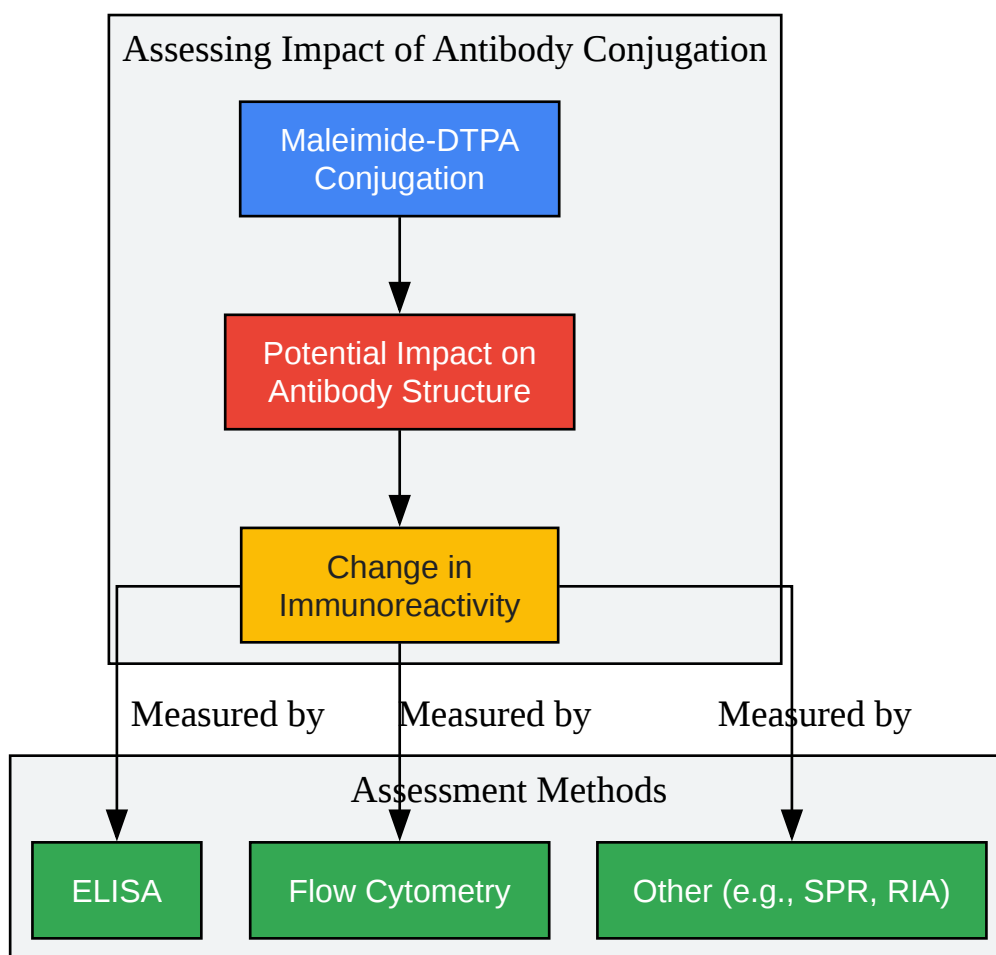 Assessing Impact of Antibody Conjugation
Maleimide-DTPA
Conjugation
Potential Impact on
Antibody Structure
Change in
Immunoreactivity
Measured by
Measured by
Measured by
Assessment Methods
ELISA
Flow Cytometry
Other (e.g., SPR, RIA)